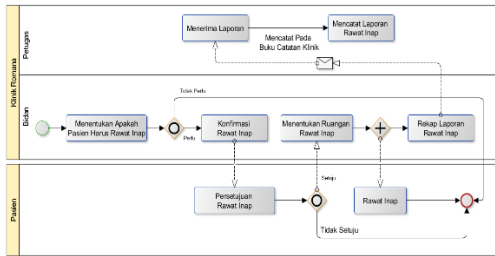 Klinik Romana
Petugas
Menerima Laporan
Mencatat Pada
Buku Catatan Klinik
Mencatat Laporan
Rawat Inap
Bidan
Tidak Perlu
Menentukan Apakah
Pasien Harus Rawat Inap
Perlu
Konfirmasi
Rawat Inap
Menentukan Ruangan
Rawat Inap
Rekap Laporan
Rawat Inap
Pasien
Setuju
Persetujuan
Rawat Inap
Rawat Inap
Tidak Setuju